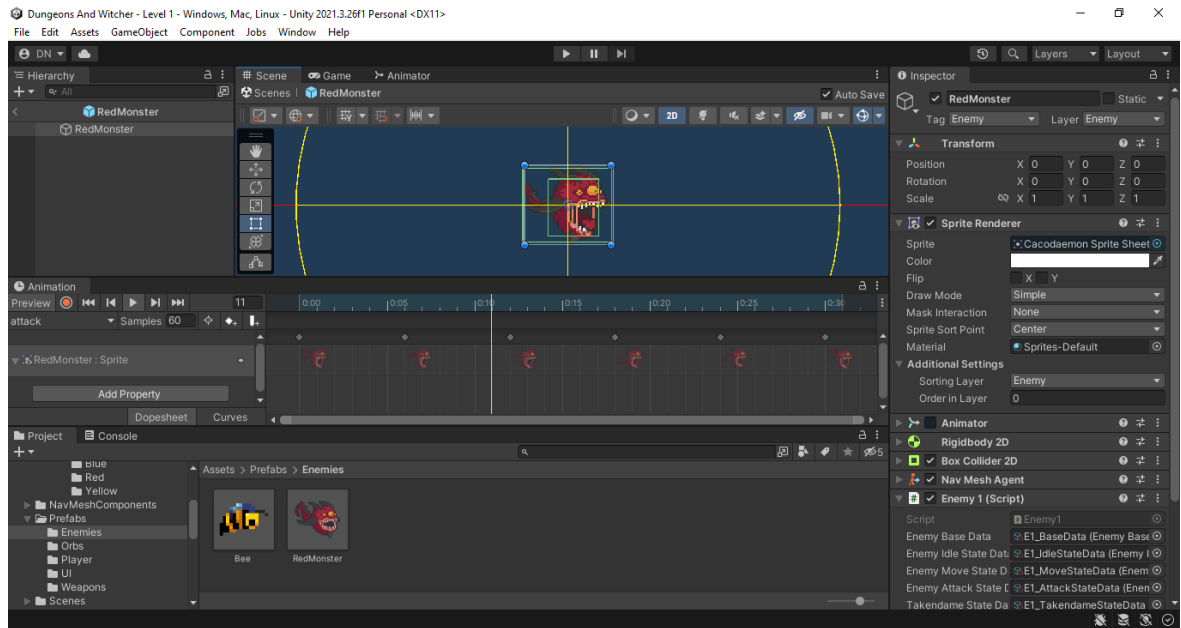 Dungeons And Witcher - Level 1 - Windows, Mac, Linux - Unity 2021.3.26f1 Personal <DX11>
File Edit Assets GameObject Component Jobs Window Help
DN
Layers Layout
Hierarchy
All
RedMonster
RedMonster
Scene Game Animator
Scenes RedMonster Auto Save
2D
Animation
Preview 11
0:00 0:05 0:10 0:15 0:20 0:25 0:30
attack Samples 60
RedMonster : Sprite
Add Property
Dopesheet Curves
Project Console
5
Blue
Red
Yellow
NavMeshComponents
Prefabs
Enemies
Orbs
Player
UI
Weapons
Scenes
Assets > Prefabs > Enemies
Bee RedMonster
Inspector
RedMonster Static
Tag Enemy Layer Enemy
Transform
Position X 0 Y 0 Z 0
Rotation X 0 Y 0 Z 0
Scale X 1 Y 1 Z 1
Sprite Renderer
Sprite Cacodaemon Sprite Sheet
Color
Flip X Y
Draw Mode Simple
Mask Interaction None
Sprite Sort Point Center
Material Sprites-Default
Additional Settings
Sorting Layer Enemy
Order in Layer 0
Animator
Rigidbody 2D
Box Collider 2D
Nav Mesh Agent
Enemy 1 (Script)
Script Enemy1
Enemy Base Data E1_BaseData (Enemy Base
Enemy Idle State Dat E1_IdleStateData (Enemy I
Enemy Move State D E1_MoveStateData (Enem
Enemy Attack State D E1_AttackStateData (Enen
Takendame State Da E1_TakendameStateData